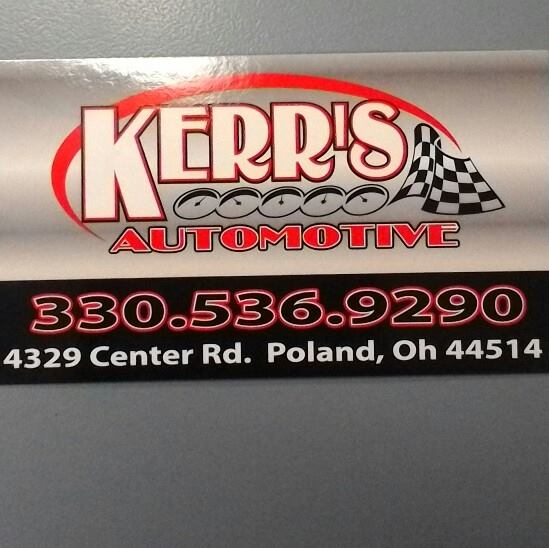 KERR'S
AUTOMOTIVE
330.536.9290
4329 Center Rd. Poland, Oh 44514